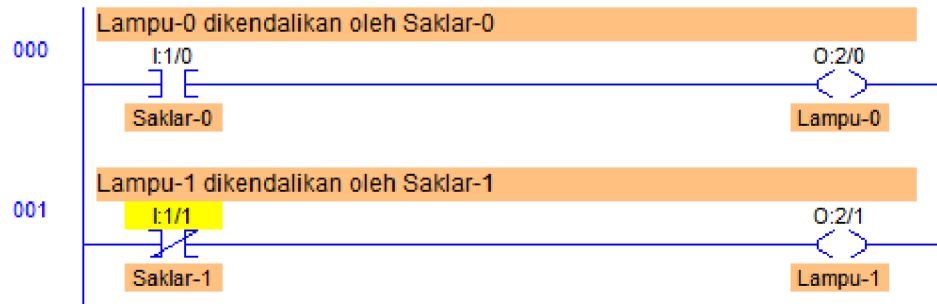 Lampu-0 dikendalikan oleh Saklar-0
000
I:1/0 O:2/0
Saklar-0 Lampu-0
Lampu-1 dikendalikan oleh Saklar-1
001
I:1/1 O:2/1
Saklar-1 Lampu-1